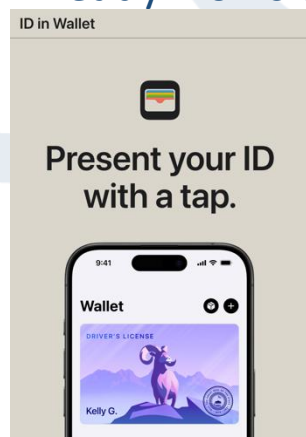 ID in Wallet
Present your ID
with a tap.
9:41
Wallet
DRIVER'S LICENSE
Kelly G.